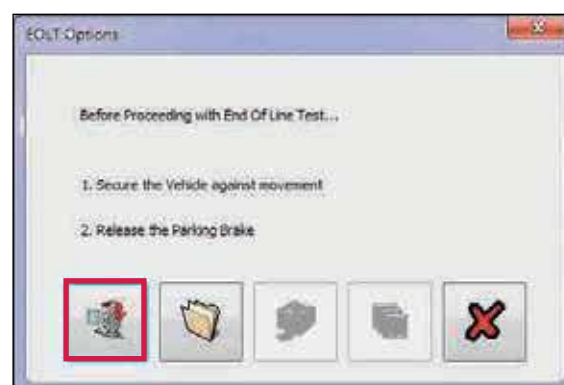 EOLT Options
Before Proceeding with End Of Line Test...
1. Secure the Vehicle against movement
2. Release the Parking Brake